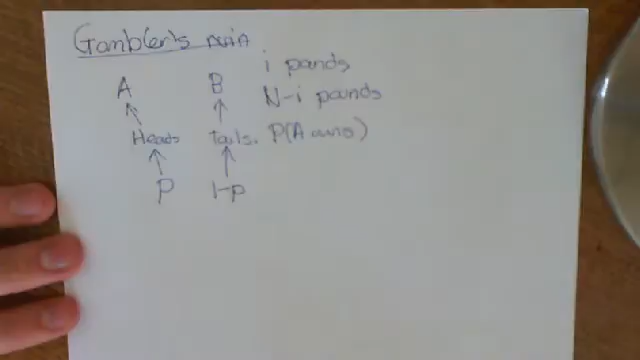 Gambler's ruin
i pounds
A B
N-i pounds
Heads Tails. P(A wins)
P 1-p